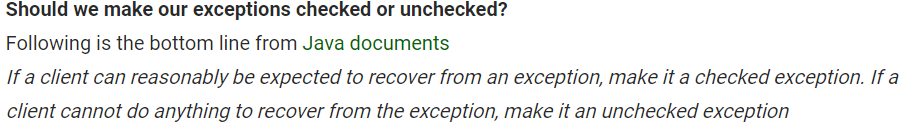 Should we make our exceptions checked or unchecked?
Following is the bottom line from Java documents
If a client can reasonably be expected to recover from an exception, make it a checked exception. If a
client cannot do anything to recover from the exception, make it an unchecked exception